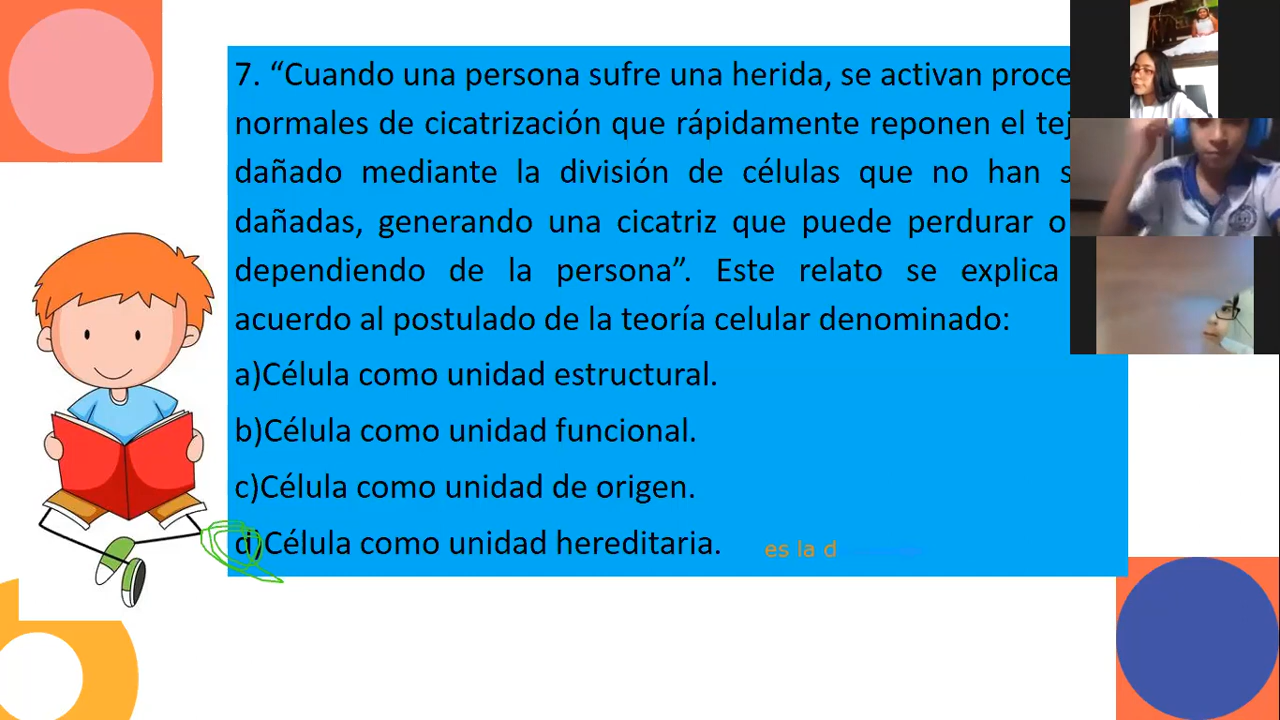 7. “Cuando una persona sufre una herida, se activan
normales de cicatrización que rápidamente reponen el
dañado mediante la división de células que no han
dañadas, generando una cicatriz que puede perdurar o
dependiendo de la persona”. Este relato se explica
acuerdo al postulado de la teoría celular denominado:
a)Célula como unidad estructural.
b)Célula como unidad funcional.
c)Célula como unidad de origen.
d)Célula como unidad hereditaria.
es la d